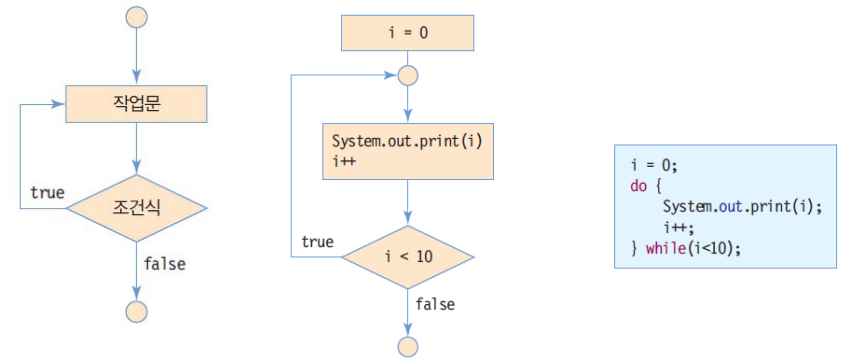 작업문
true
조건식
false
i = 0
System.out.print(i)
i++
true
i < 10
false
i = 0;
do {
System.out.print(i);
i++;
} while(i<10);